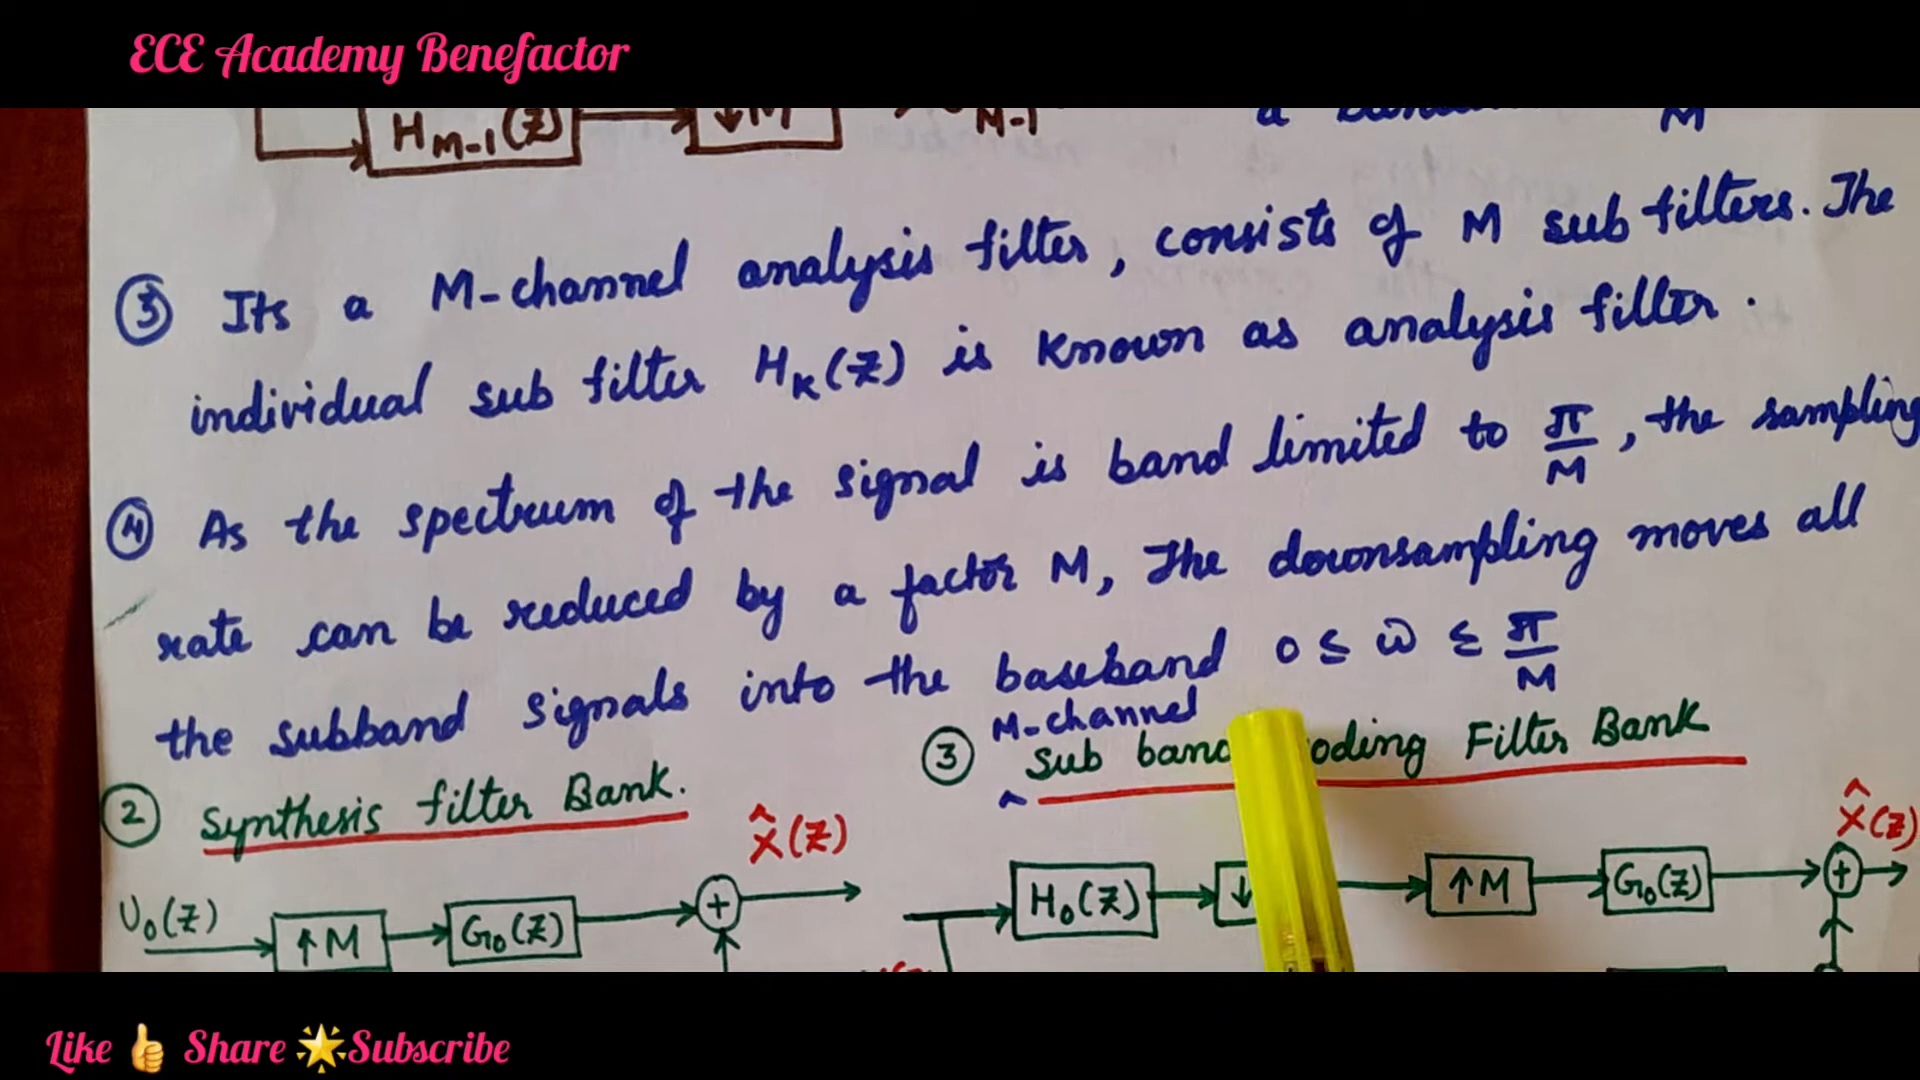 ECE Academy Benefactor
H_{M-1}(Z) ↓M M-1 a M
③ Its a M-channel analysis filter, consists of M sub filters. The
individual sub filter H_K(Z) is known as analysis filter.
④ As the spectrum of the signal is band limited to π/M, the sampling
rate can be reduced by a factor M, The downsampling moves all
the subband signals into the baseband 0 ≤ ω ≤ π/M
M-channel
③ Sub band oding Filter Bank
② Synthesis filter Bank.
X̂(Z)
U₀(Z) ↑M G₀(Z) +
X̂(Z)
H₀(Z) ↓ ↑M G₀(Z) +
Like 👍 Share 🌟Subscribe